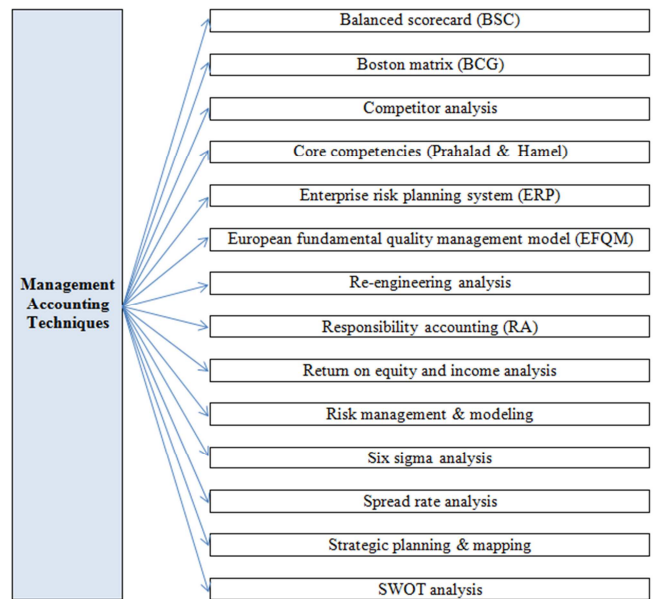 Management
Accounting
Techniques
Balanced scorecard (BSC)
Boston matrix (BCG)
Competitor analysis
Core competencies (Prahalad & Hamel)
Enterprise risk planning system (ERP)
European fundamental quality management model (EFQM)
Re-engineering analysis
Responsibility accounting (RA)
Return on equity and income analysis
Risk management & modeling
Six sigma analysis
Spread rate analysis
Strategic planning & mapping
SWOT analysis